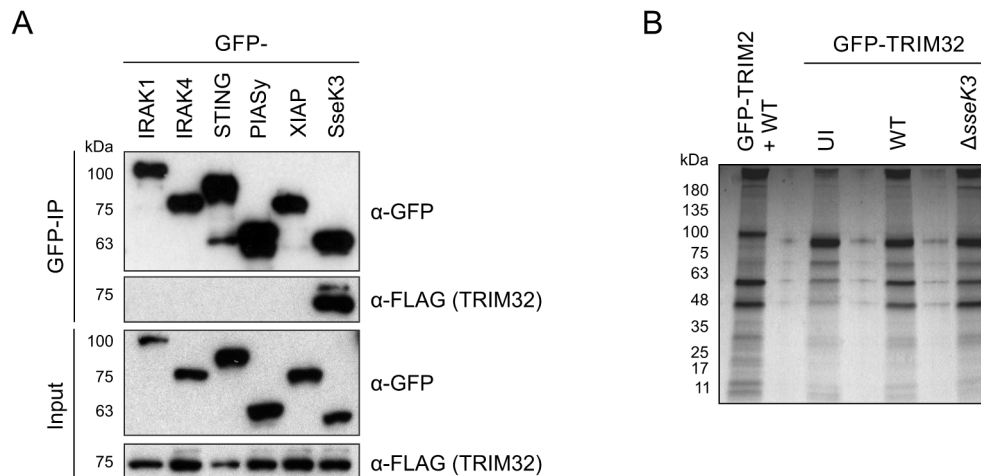 A
GFP-
IRAK1
IRAK4
STING
PIASy
XIAP
SseK3
kDa
GFP-IP
100
75
63
α-GFP
75
α-FLAG (TRIM32)
Input
100
75
63
α-GFP
75
α-FLAG (TRIM32)
B
GFP-TRIM2
+ WT
GFP-TRIM32
UI
WT
ΔsseK3
kDa
180
135
100
75
63
48
35
25
17
11